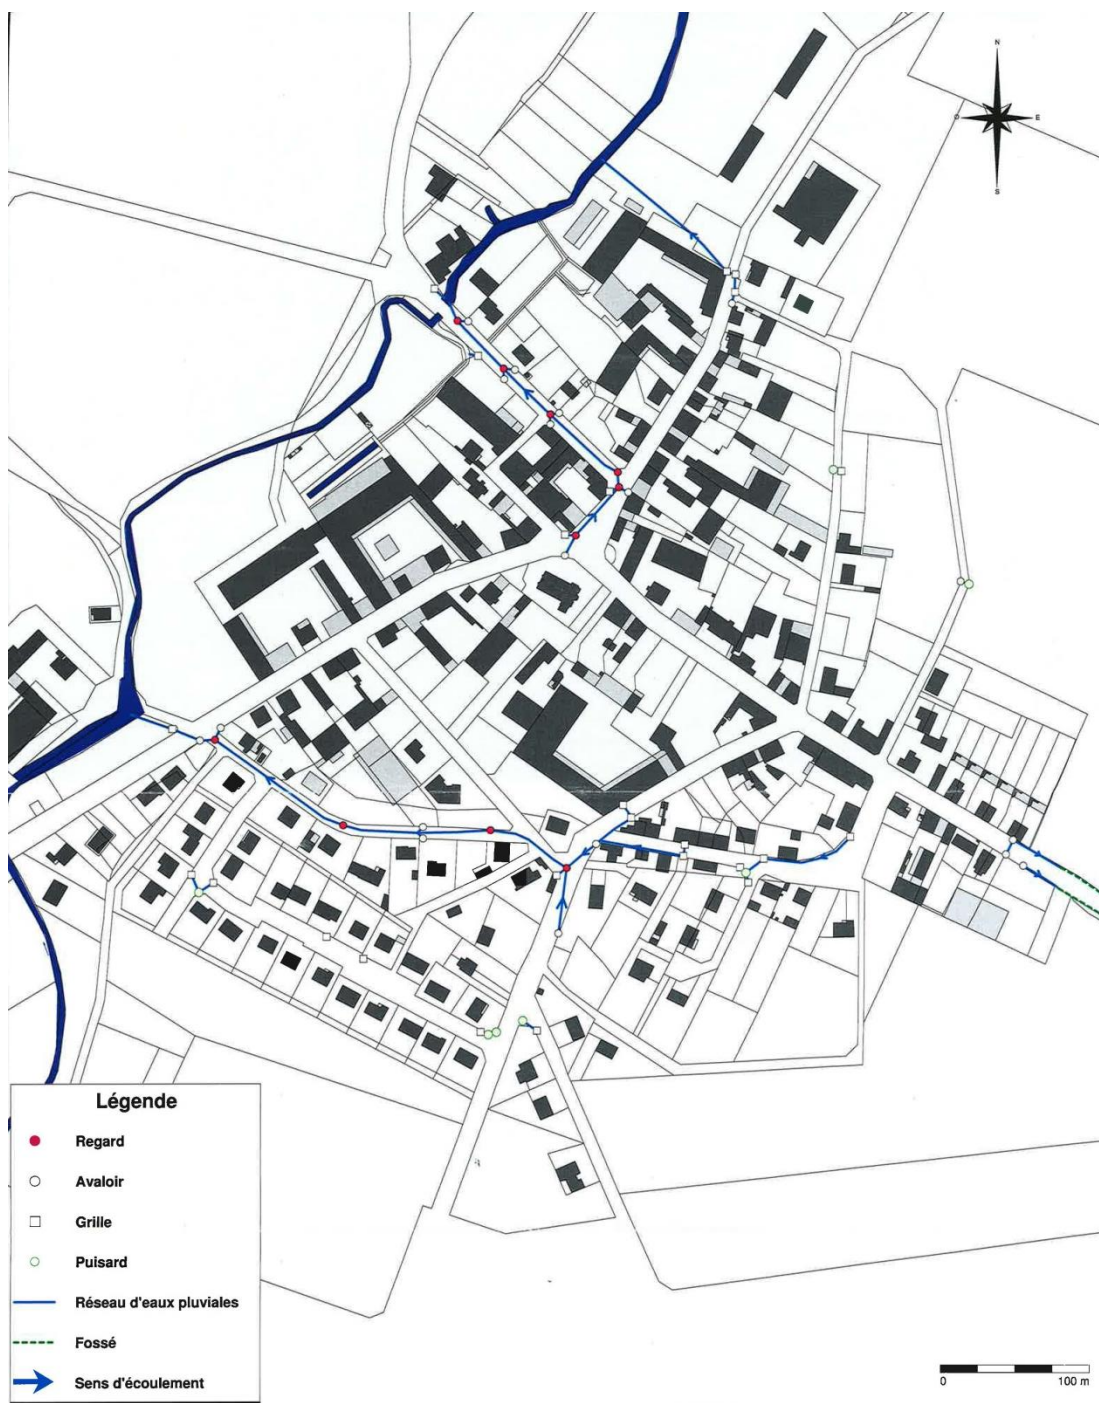 N
O E
S
Légende
Regard
Avaloir
Grille
Puisard
Réseau d'eaux pluviales
Fossé
Sens d'écoulement
0 100 m